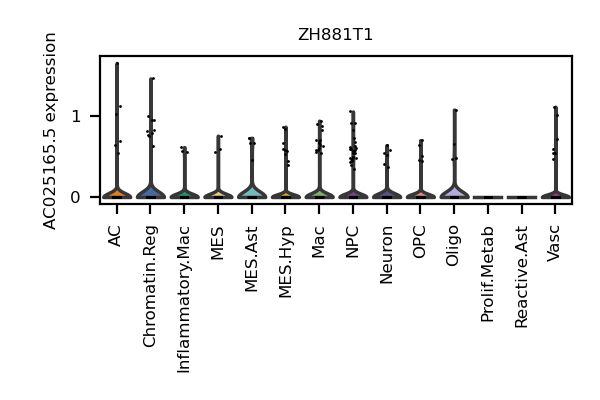 ZH881T1
AC025165.5 expression
1
0
AC
Chromatin.Reg
Inflammatory.Mac
MES
MES.Ast
MES.Hyp
Mac
NPC
Neuron
OPC
Oligo
Prolif.Metab
Reactive.Ast
Vasc